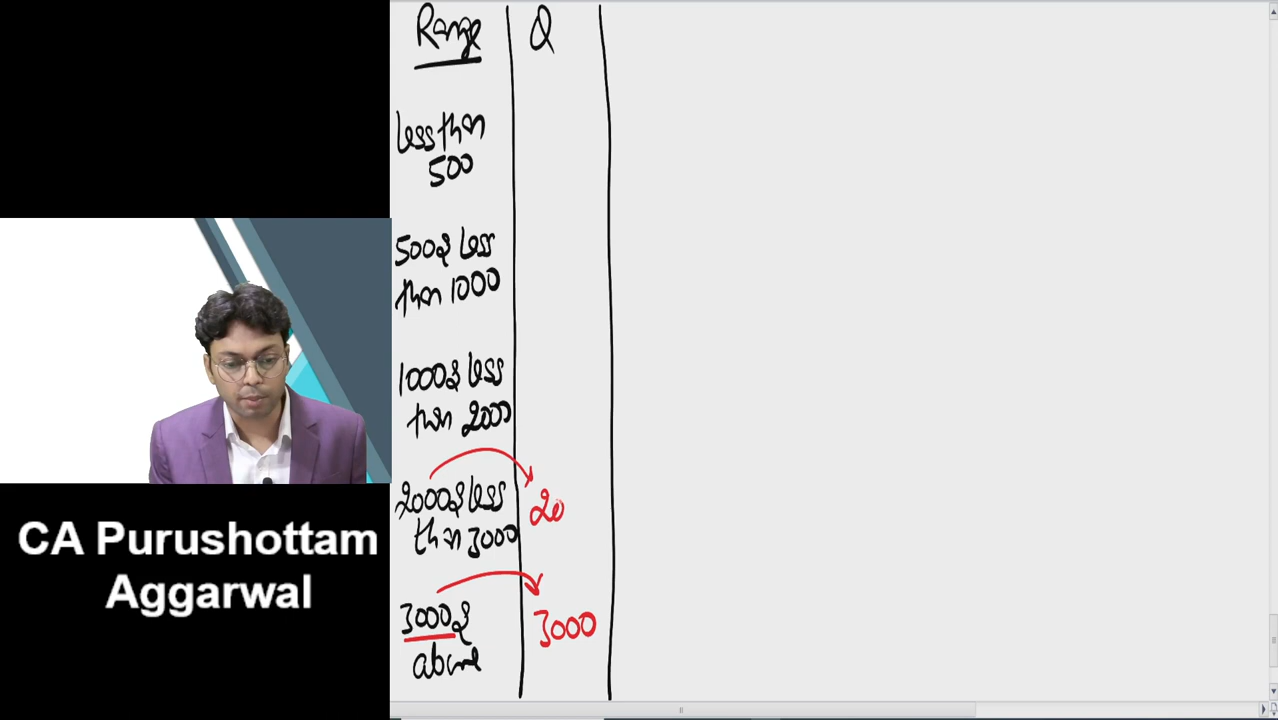 Range Q
less than
500
500 & less
than 1000
1000 & less
than 2000
2000 & less 20
than 3000
3000 & 3000
above
CA Purushottam
Aggarwal